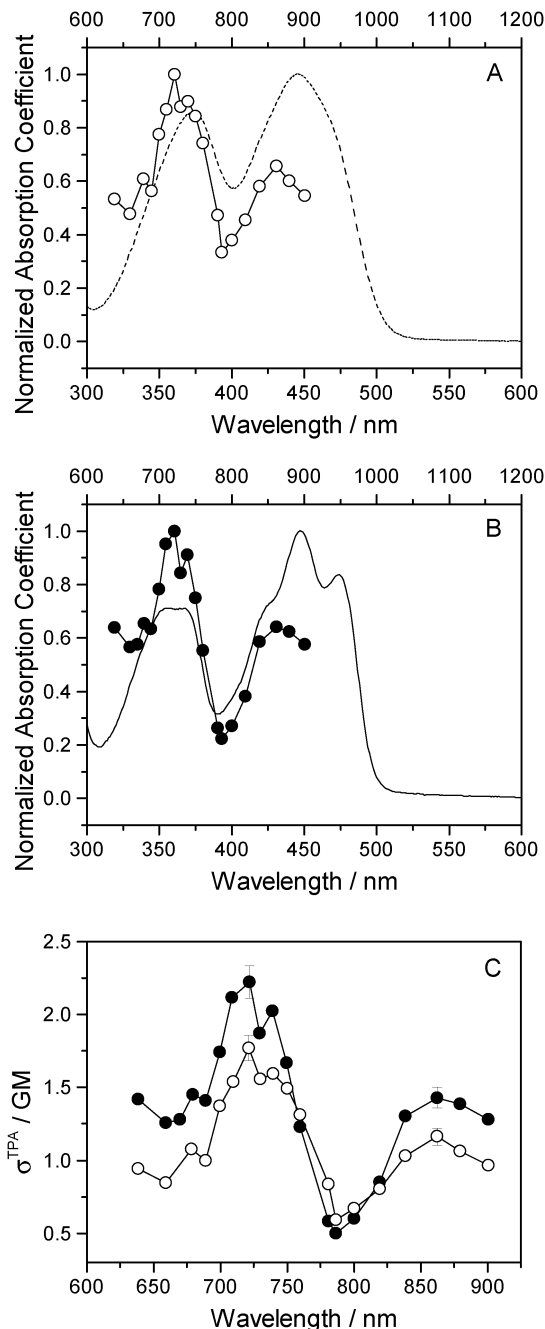 600 700 800 900 1000 1100 1200
A
Normalized Absorption Coefficient
1.0
0.8
0.6
0.4
0.2
0.0
300 350 400 450 500 550 600
Wavelength / nm
600 700 800 900 1000 1100 1200
B
Normalized Absorption Coefficient
1.0
0.8
0.6
0.4
0.2
0.0
300 350 400 450 500 550 600
Wavelength / nm
C
σTPA / GM
2.5
2.0
1.5
1.0
0.5
600 650 700 750 800 850 900
Wavelength / nm